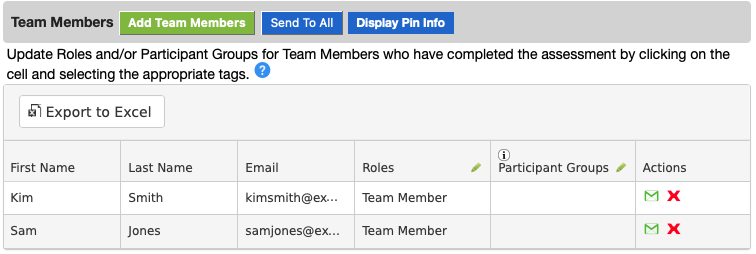 Team Members Add Team Members Send To All Display Pin Info
Update Roles and/or Participant Groups for Team Members who have completed the assessment by clicking on the
cell and selecting the appropriate tags. ?
Export to Excel
First Name Last Name Email Roles Participant Groups Actions
Kim Smith kimsmith@ex... Team Member
Sam Jones samjones@ex... Team Member